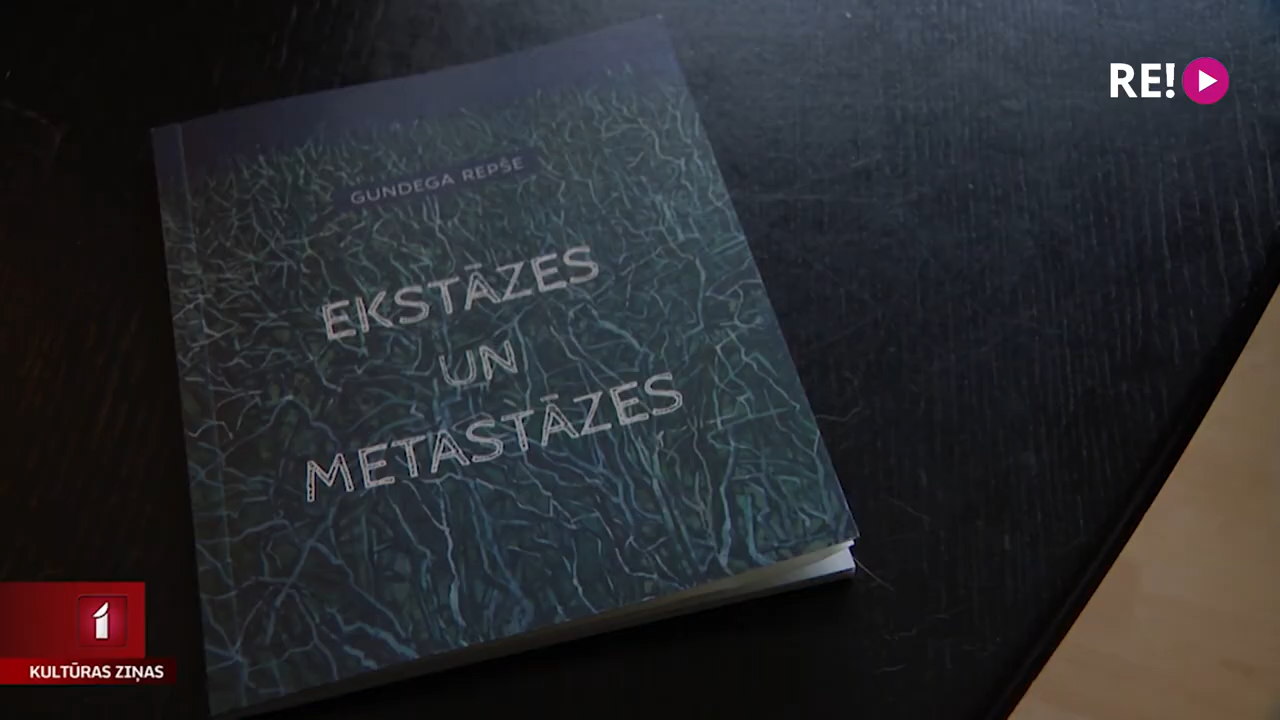 RE!
GUNDEGA REPŠE
EKSTĀZES
UN
METASTĀZES
1
KULTŪRAS ZIŅAS